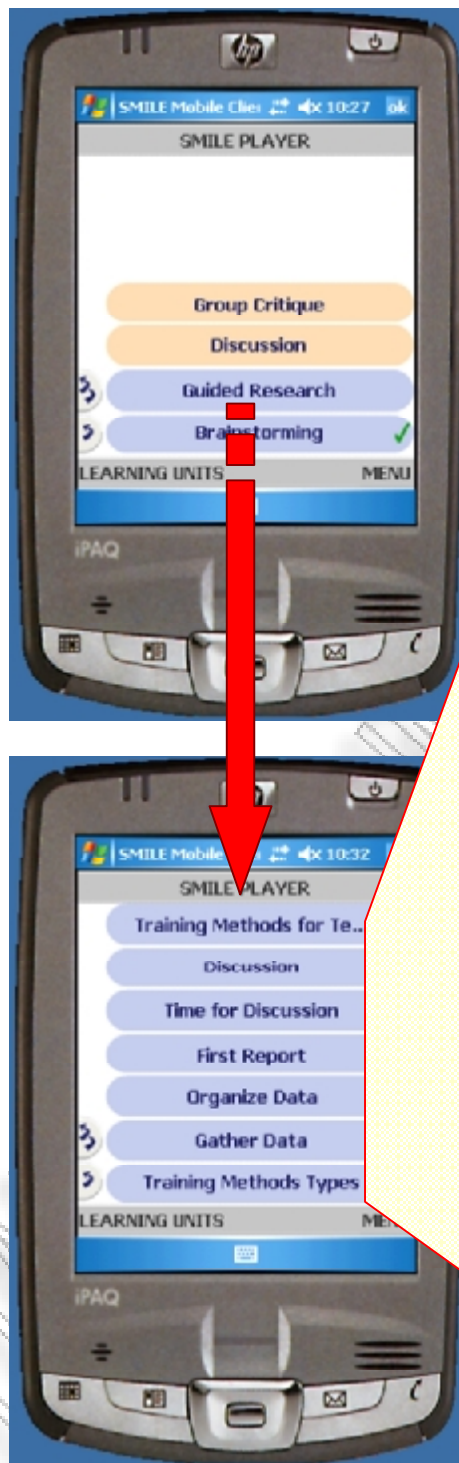 hp
SMILE Mobile Clie 10:27 ok
SMILE PLAYER
Group Critique
Discussion
Guided Research
Brainstorming
LEARNING UNITS MENU
iPAQ
SMILE Mobile 10:32
SMILE PLAYER
Training Methods for Te..
Discussion
Time for Discussion
First Report
Organize Data
Gather Data
Training Methods Types
LEARNING UNITS ME
iPAQ